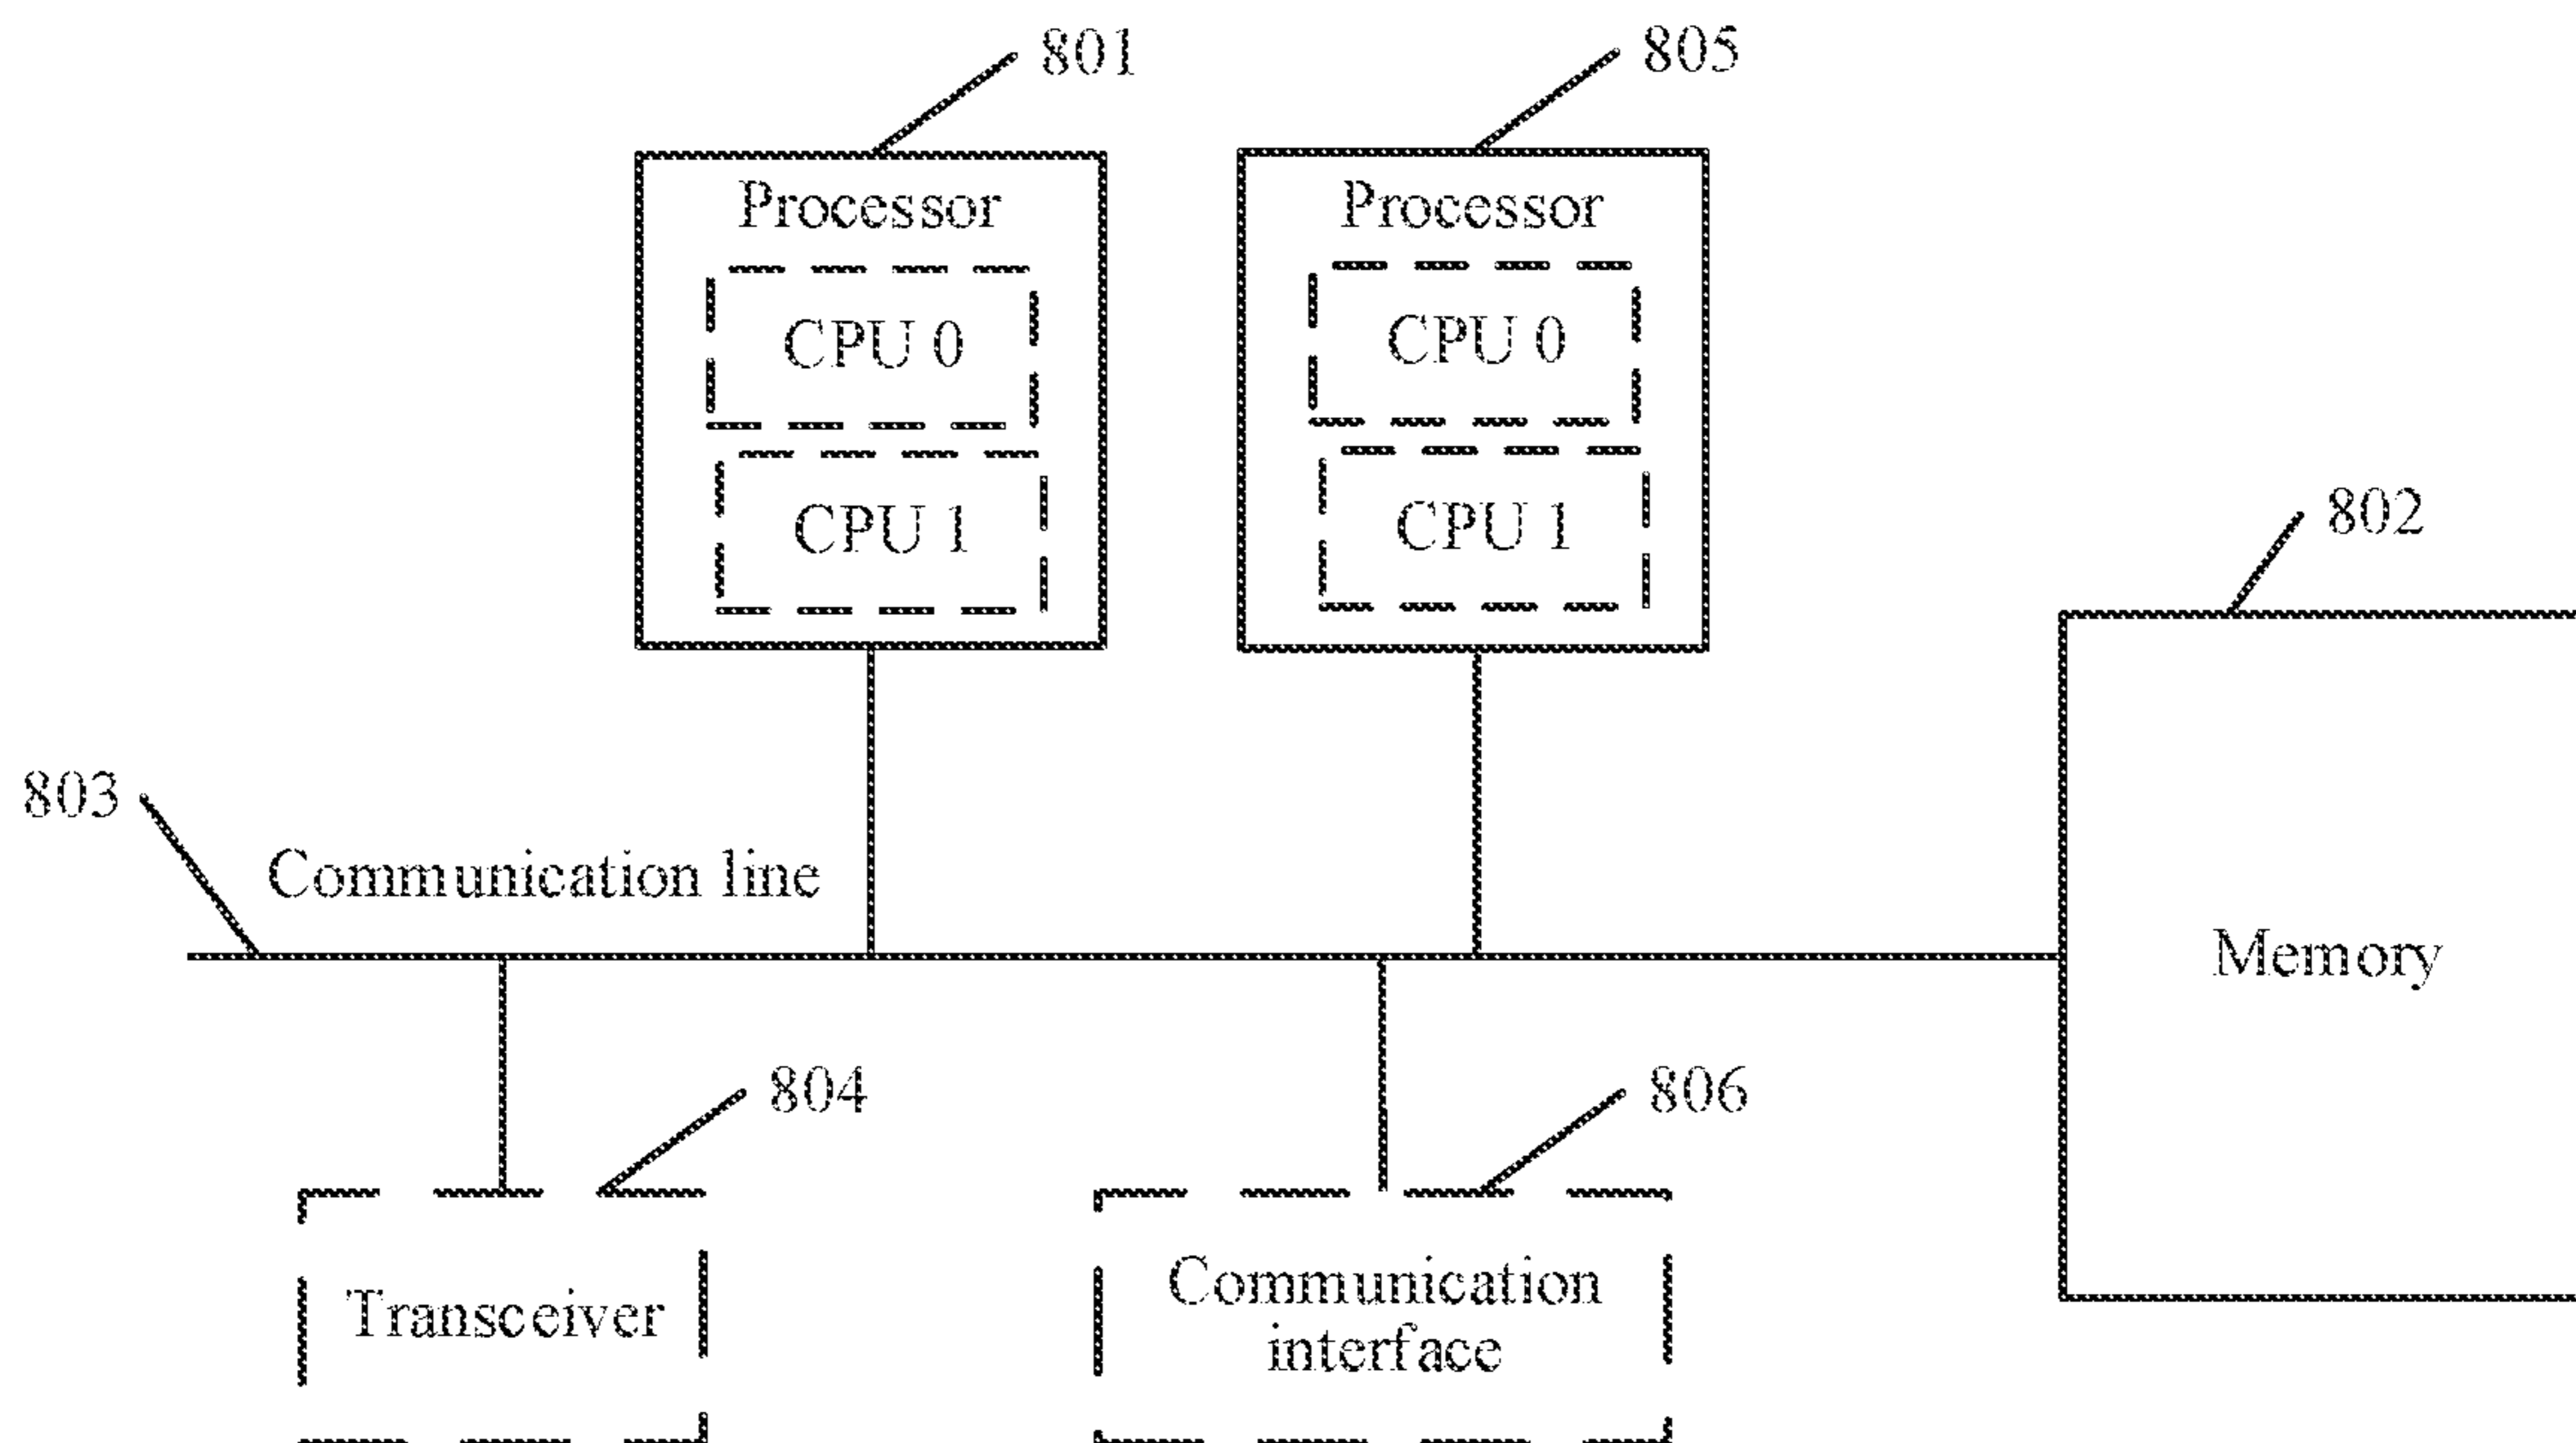 801
805
Processor
Processor
CPU 0
CPU 0
CPU 1
CPU 1
802
803
Communication line
Memory
804
806
Transceiver
Communication
interface